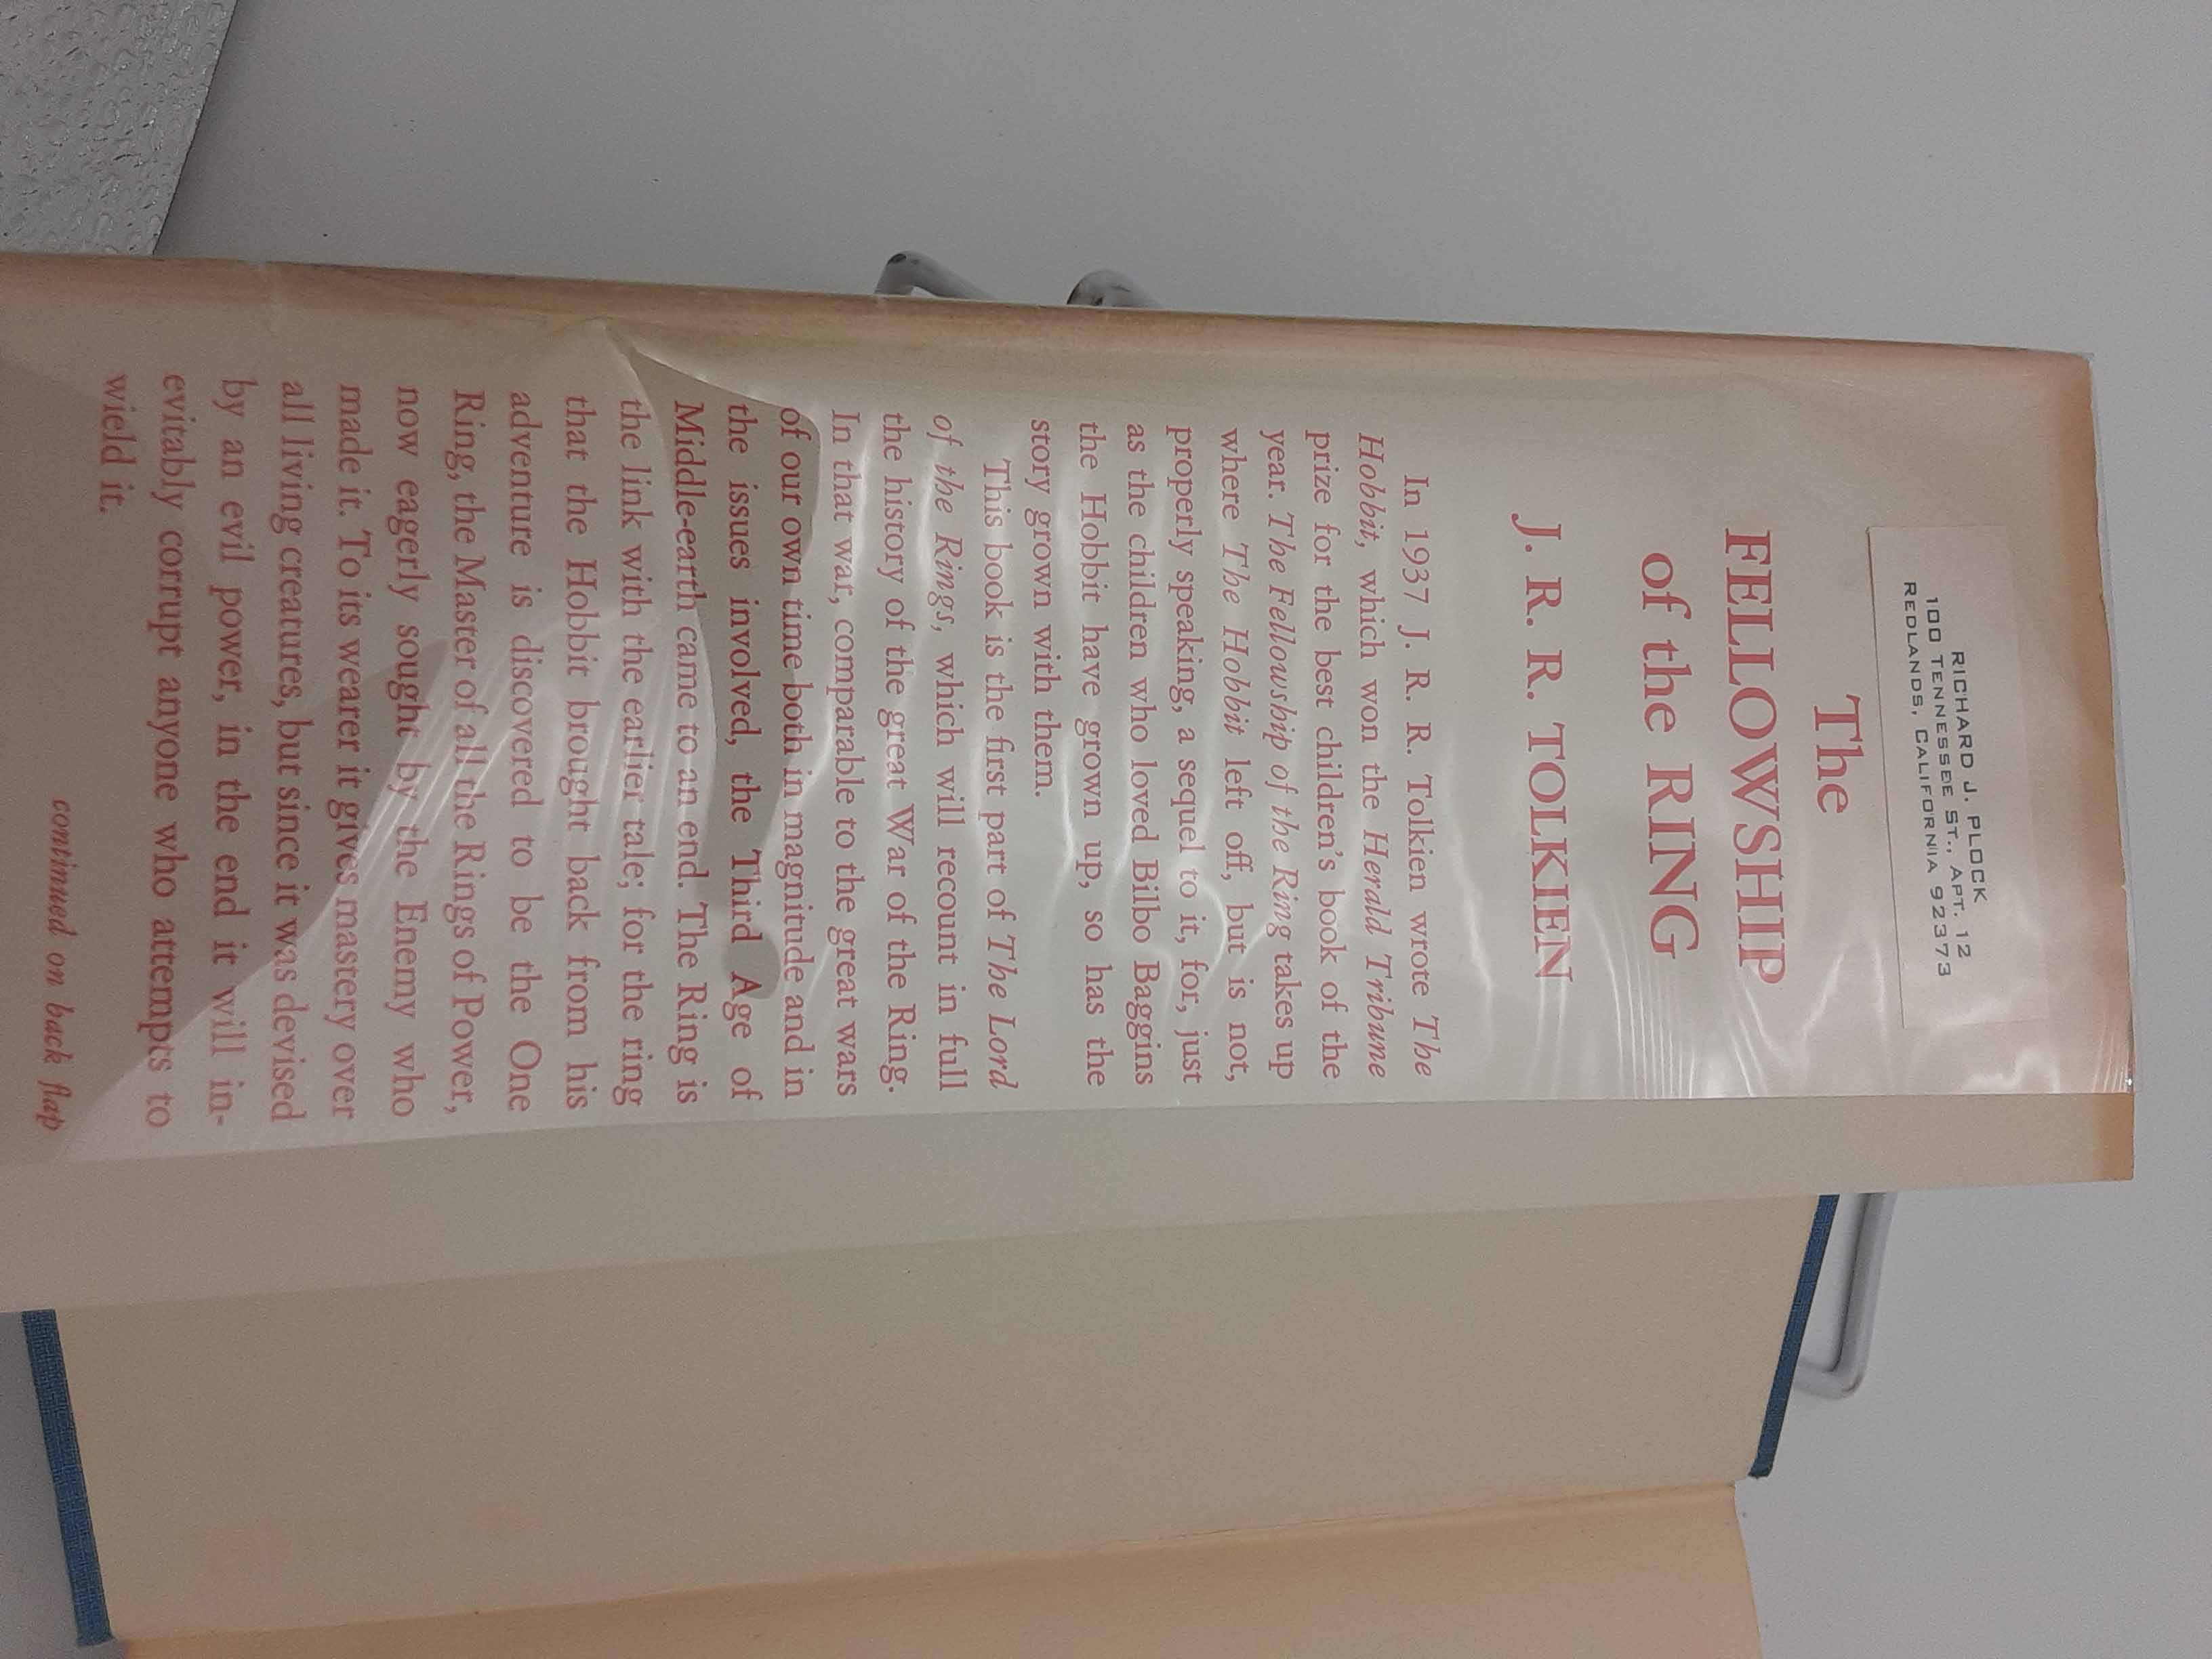 RICHARD J. PLOCK
100 TENNESSEE ST., APT. 12
REDLANDS, CALIFORNIA 92373
The
FELLOWSHIP
of the RING
J. R. R. TOLKIEN
In 1937 J. R. R. Tolkien wrote The
Hobbit, which won the Herald Tribune
prize for the best children's book of the
year. The Fellowship of the Ring takes up
where The Hobbit left off, but is not,
properly speaking, a sequel to it, for, just
as the children who loved Bilbo Baggins
the Hobbit have grown up, so has the
story grown with them.
This book is the first part of The Lord
of the Rings, which will recount in full
the history of the great War of the Ring.
In that war, comparable to the great wars
of our own time both in magnitude and in
the issues involved, the Third Age of
Middle-earth came to an end. The Ring is
the link with the earlier tale; for the ring
that the Hobbit brought back from his
adventure is discovered to be the One
Ring, the Master of all the Rings of Power,
now eagerly sought by the Enemy who
made it. To its wearer it gives mastery over
all living creatures, but since it was devised
by an evil power, in the end it will in-
evitably corrupt anyone who attempts to
wield it.
continued on back flap